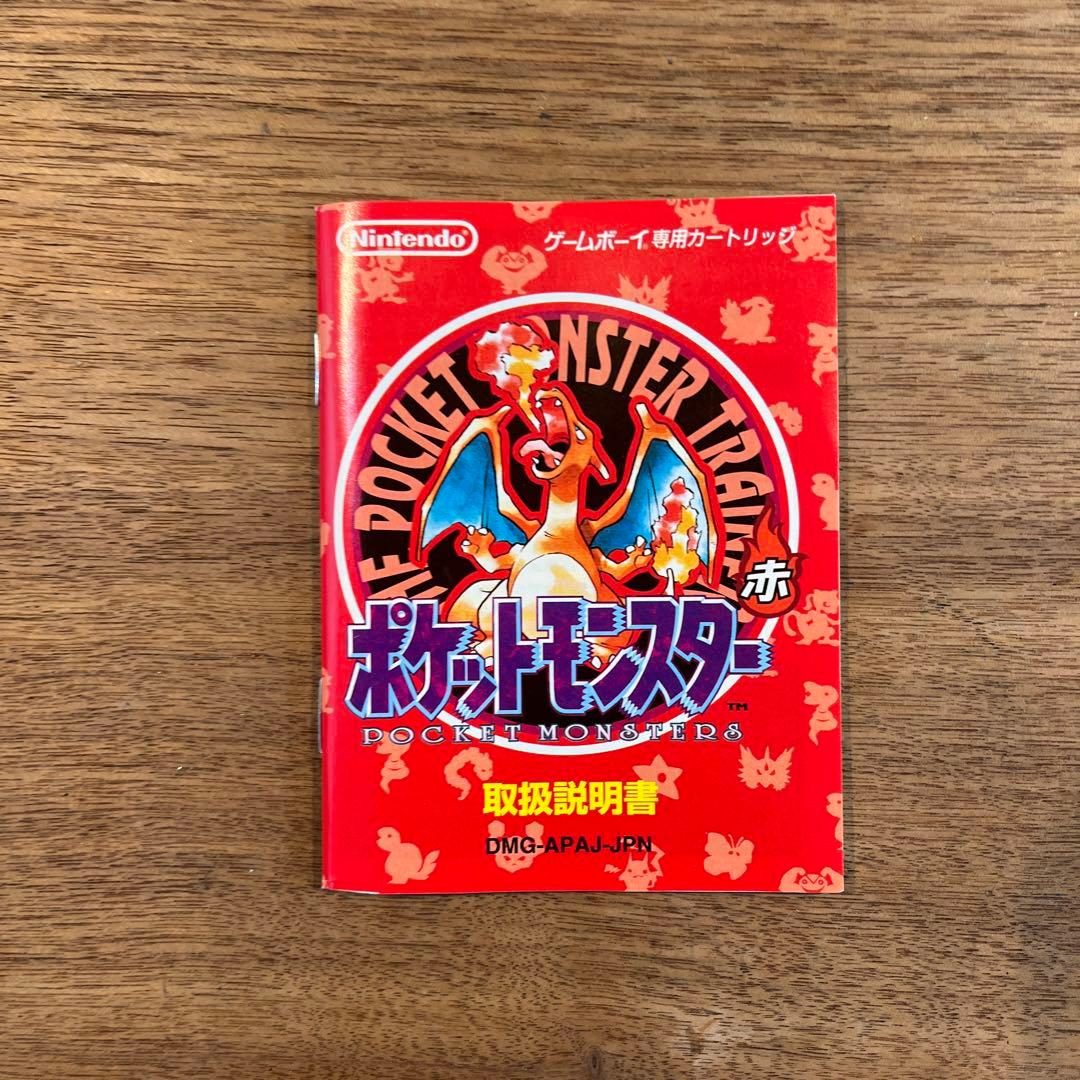 Nintendo
ゲームボーイ専用カートリッジ
POCKET MONSTER
赤
ポケットモンスター
TM
POCKET MONSTERS
取扱説明書
DMG-APAJ-JPN